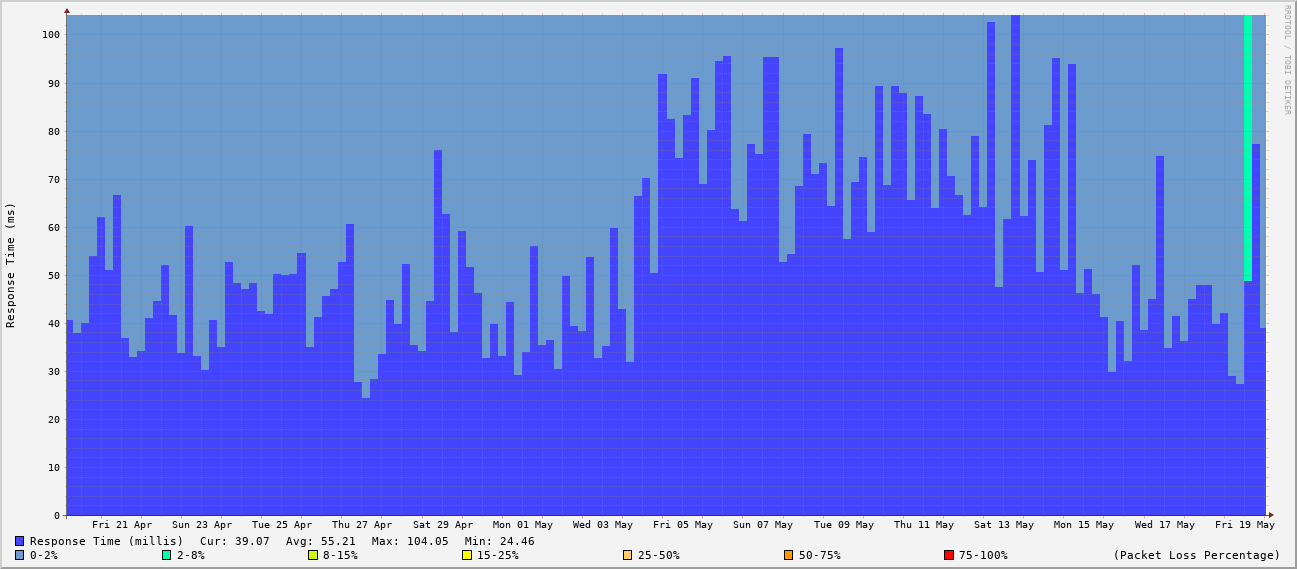 RRDTOOL / TOBI OETIKER
Response Time (ms)
100
90
80
70
60
50
40
30
20
10
0
Fri 21 Apr Sun 23 Apr Tue 25 Apr Thu 27 Apr Sat 29 Apr Mon 01 May Wed 03 May Fri 05 May Sun 07 May Tue 09 May Thu 11 May Sat 13 May Mon 15 May Wed 17 May Fri 19 May
Response Time (millis) Cur: 39.07 Avg: 55.21 Max: 104.05 Min: 24.46
0-2% 2-8% 8-15% 15-25% 25-50% 50-75% 75-100% (Packet Loss Percentage)